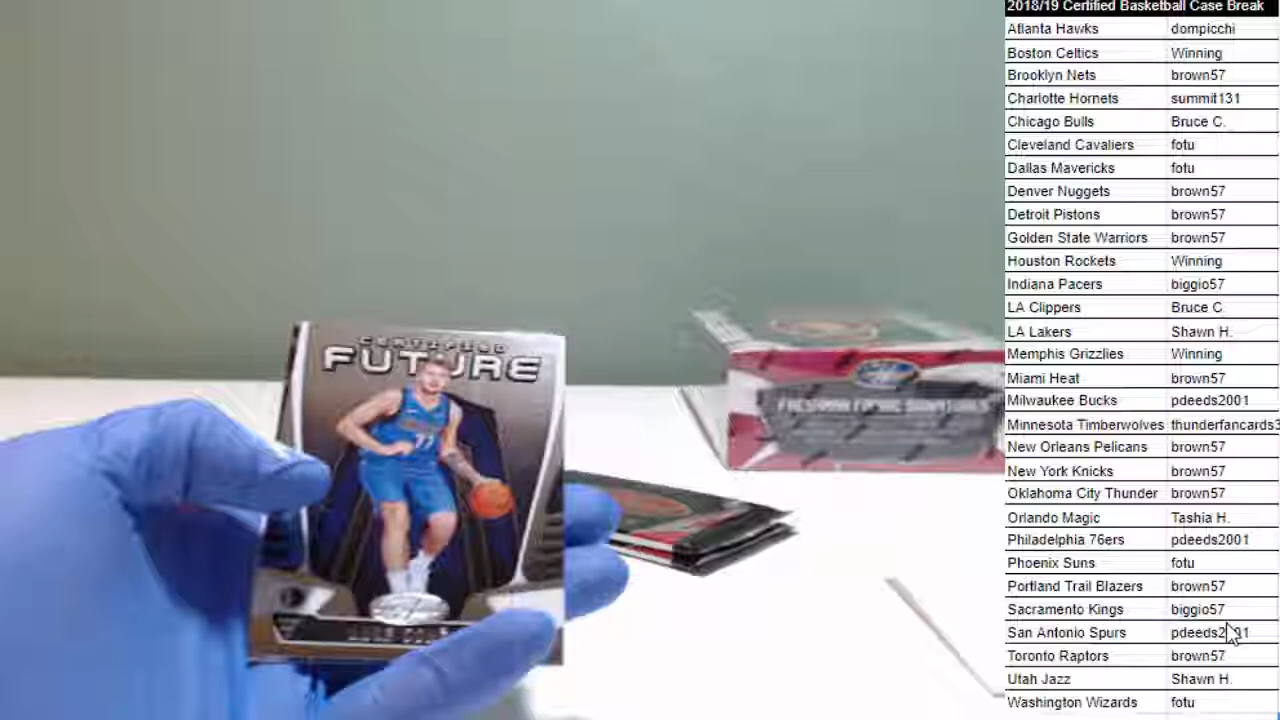 2018/19 Certified Basketball Case Break
Atlanta Hawks dompicchi
Boston Celtics Winning
Brooklyn Nets brown57
Charlotte Hornets summit131
Chicago Bulls Bruce C.
Cleveland Cavaliers fotu
Dallas Mavericks fotu
Denver Nuggets brown57
Detroit Pistons brown57
Golden State Warriors brown57
Houston Rockets Winning
Indiana Pacers biggio57
LA Clippers Bruce C.
LA Lakers Shawn H.
Memphis Grizzlies Winning
Miami Heat brown57
Milwaukee Bucks pdeeds2001
Minnesota Timberwolves thunderfancards3
New Orleans Pelicans brown57
New York Knicks brown57
Oklahoma City Thunder brown57
Orlando Magic Tashia H.
Philadelphia 76ers pdeeds2001
Phoenix Suns fotu
Portland Trail Blazers brown57
Sacramento Kings biggio57
San Antonio Spurs pdeeds2001
Toronto Raptors brown57
Utah Jazz Shawn H.
Washington Wizards fotu
CERTIFIED
FUTURE
77
FRESHMAN FABRIC SIGNATURES